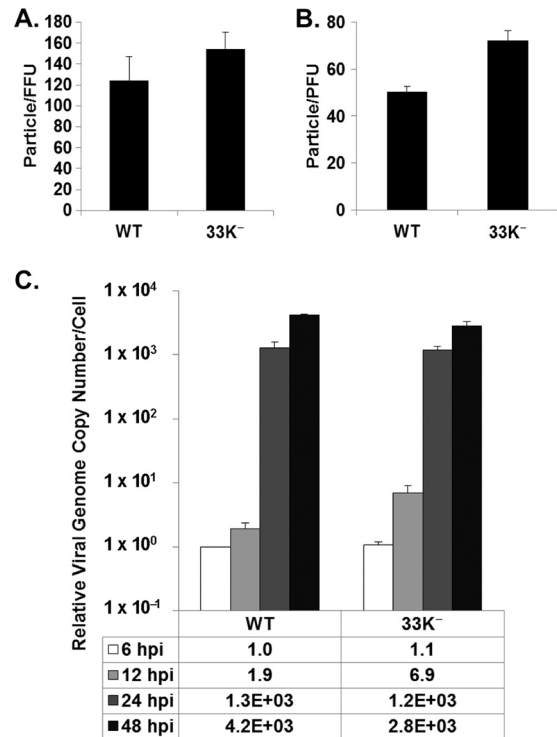 A.
Particle/FFU
180
160
140
120
100
80
60
40
20
0
WT 33K⁻
B.
Particle/PFU
80
60
40
20
0
WT 33K⁻
C.
Relative Viral Genome Copy Number/Cell
1 x 10⁴
1 x 10³
1 x 10²
1 x 10¹
1 x 10⁰
1 x 10⁻¹
WT 33K⁻
6 hpi 1.0 1.1
12 hpi 1.9 6.9
24 hpi 1.3E+03 1.2E+03
48 hpi 4.2E+03 2.8E+03